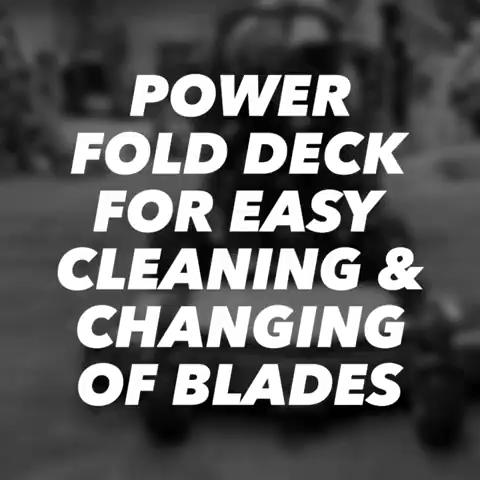 POWER
FOLD DECK
FOR EASY
CLEANING &
CHANGING
OF BLADES